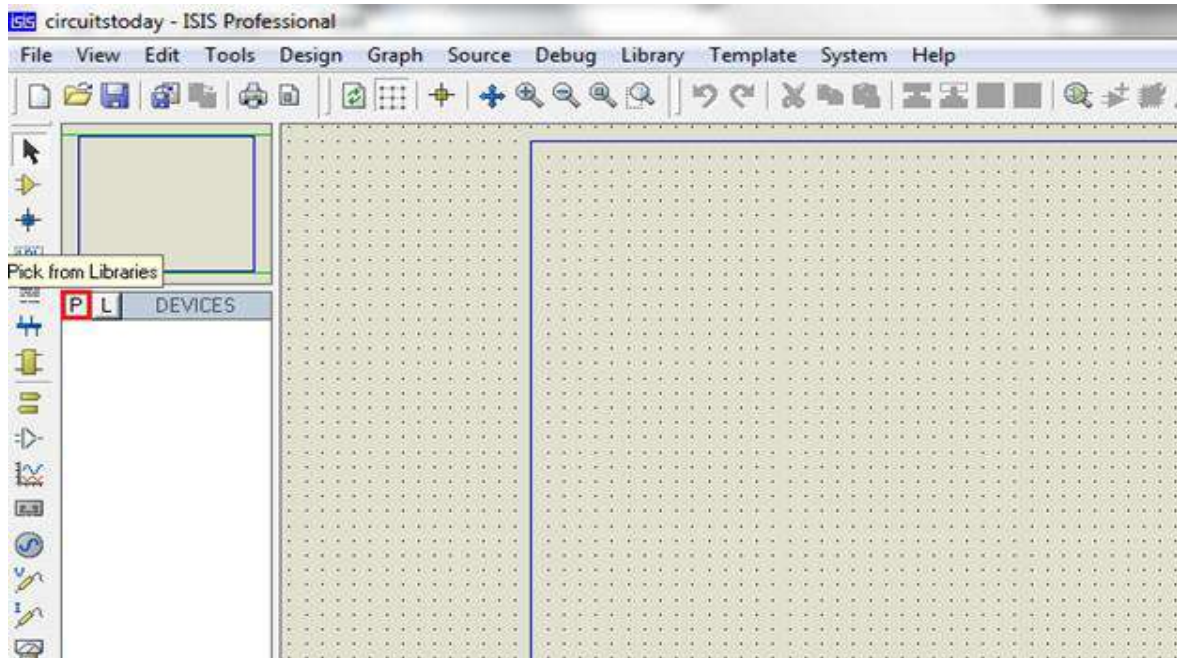 ISIS circuitstoday - ISIS Professional
File View Edit Tools Design Graph Source Debug Library Template System Help
Pick from Libraries
P L DEVICES